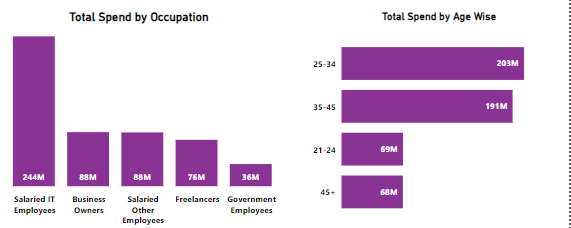 Total Spend by Occupation
244M
88M
88M
76M
36M
Salaried IT
Employees
Business
Owners
Salaried
Other
Employees
Freelancers
Government
Employees
Total Spend by Age Wise
25-34
203M
35-45
191M
21-24
69M
45+
68M